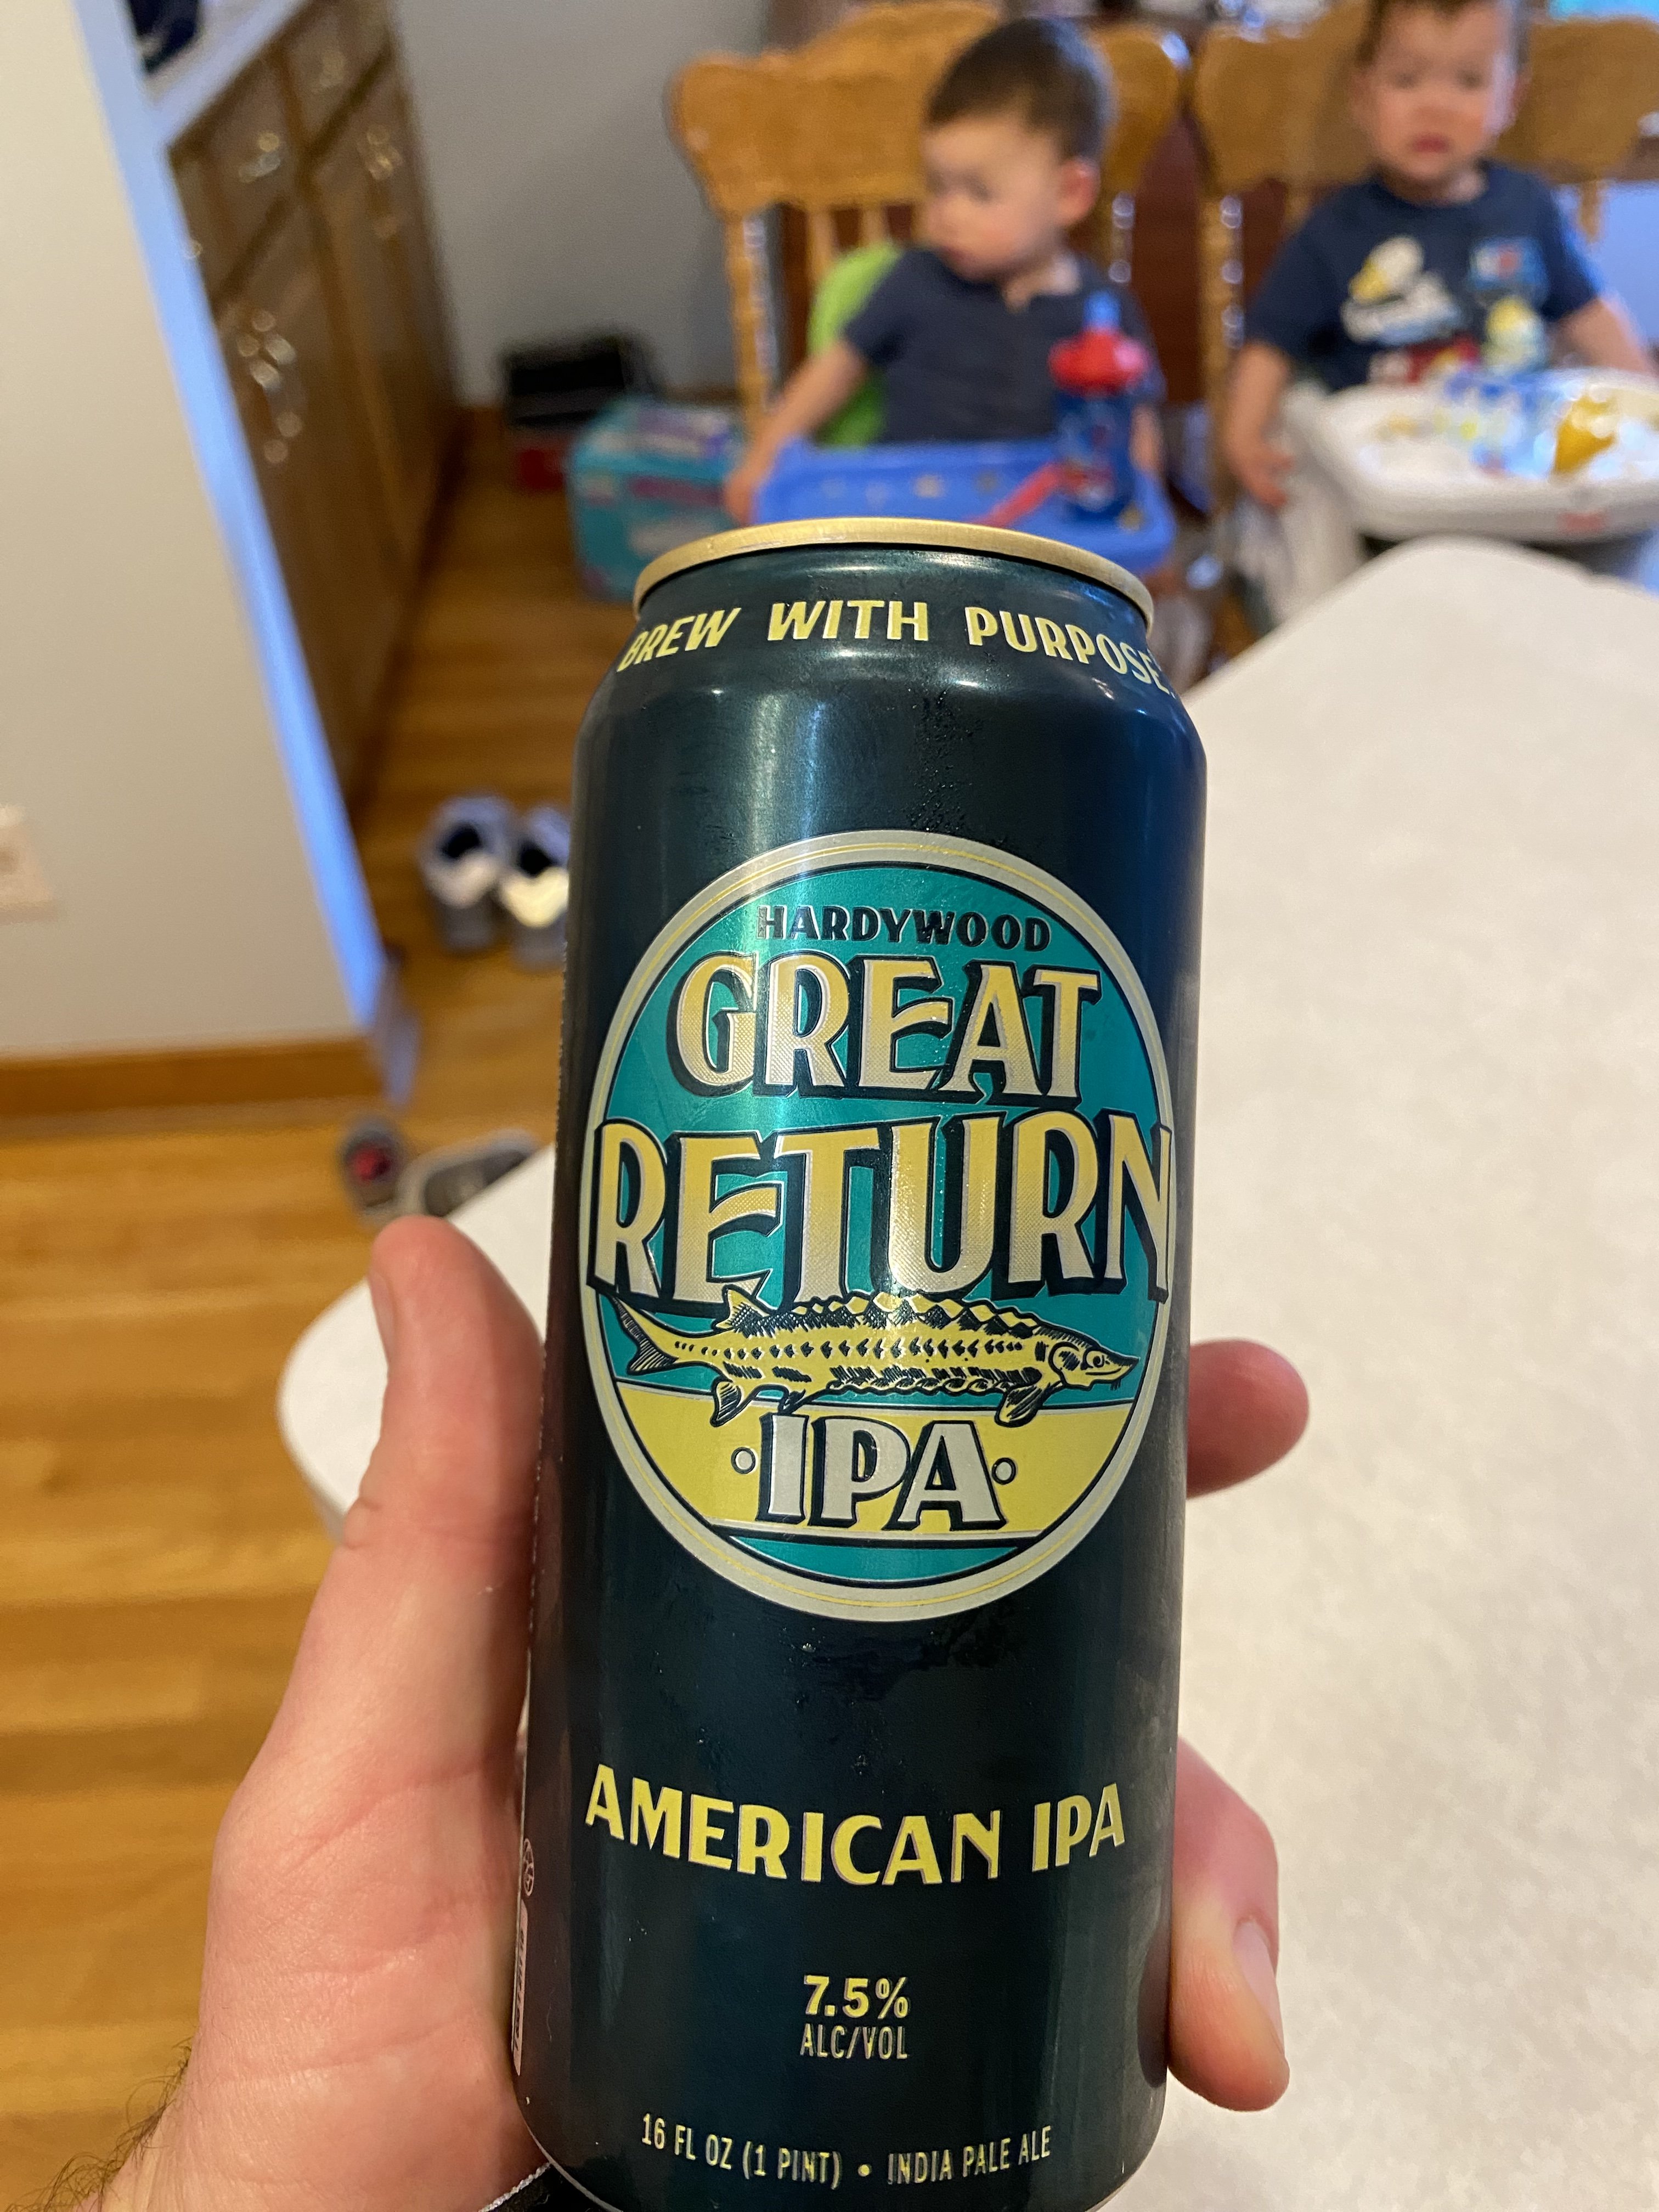 BREW WITH PURPOSE.
HARDYWOOD
GREAT
RETURN
IPA
AMERICAN IPA
7.5%
ALC/VOL
16 FL OZ (1 PINT) • INDIA PALE ALE